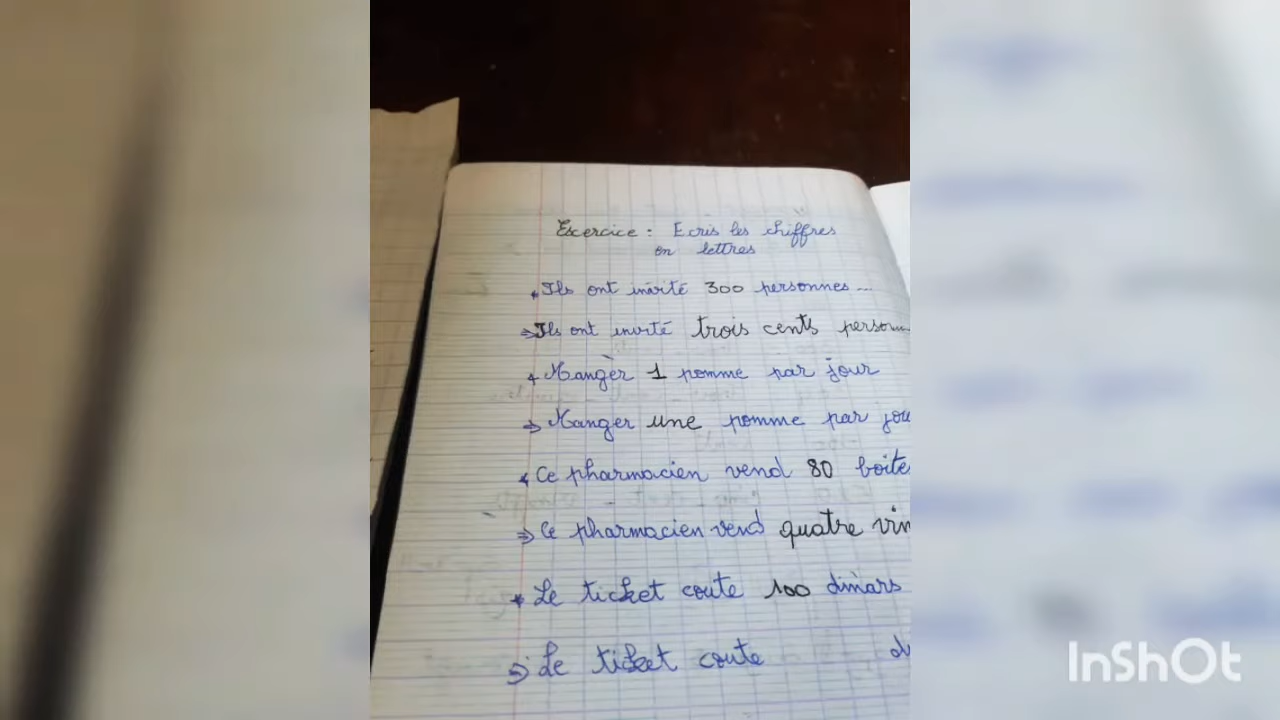 Exercice : Ecris les chiffres
en lettres
Ils ont invité 300 personnes ...
⇒ Ils ont invité trois cents personn
Mangèr 1 pomme par jour
⇒ Manger une pomme par jou
Ce pharmacien vend 80 boite
⇒ Ce pharmacien vend quatre vin
Le ticket coute 100 dinars
⇒ Le ticket coute d
InShOt